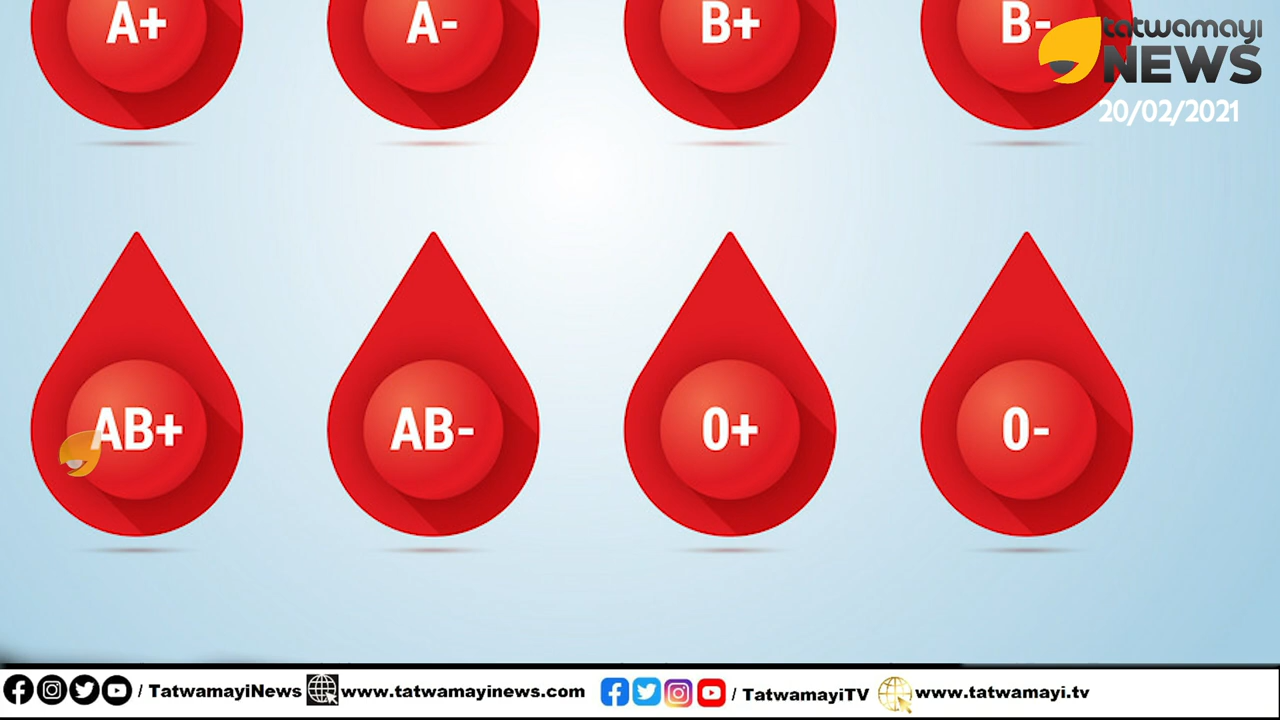 A+ A- B+ B-
tatwamayi
NEWS
20/02/2021
AB+ AB- O+ O-
/ TatwamayiNews www.tatwamayinews.com / TatwamayiTV www.tatwamayi.tv